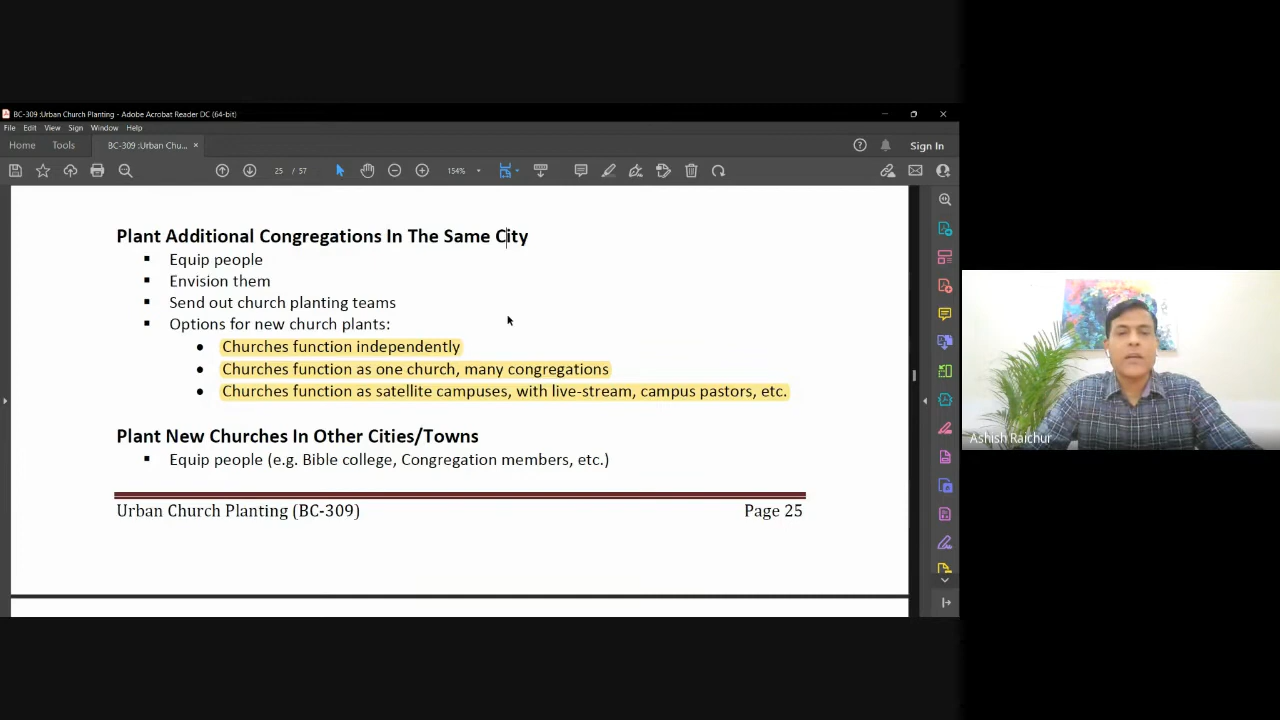 BC-309 :Urban Church Planting - Adobe Acrobat Reader DC (64-bit)
File Edit View Sign Window Help
Home Tools BC-309 :Urban Chu... × Sign In
25 / 57 154%
Plant Additional Congregations In The Same City
▪ Equip people
▪ Envision them
▪ Send out church planting teams
▪ Options for new church plants:
• Churches function independently
• Churches function as one church, many congregations
• Churches function as satellite campuses, with live-stream, campus pastors, etc.
Plant New Churches In Other Cities/Towns
▪ Equip people (e.g. Bible college, Congregation members, etc.)
Urban Church Planting (BC-309) Page 25
Ashish Raichur